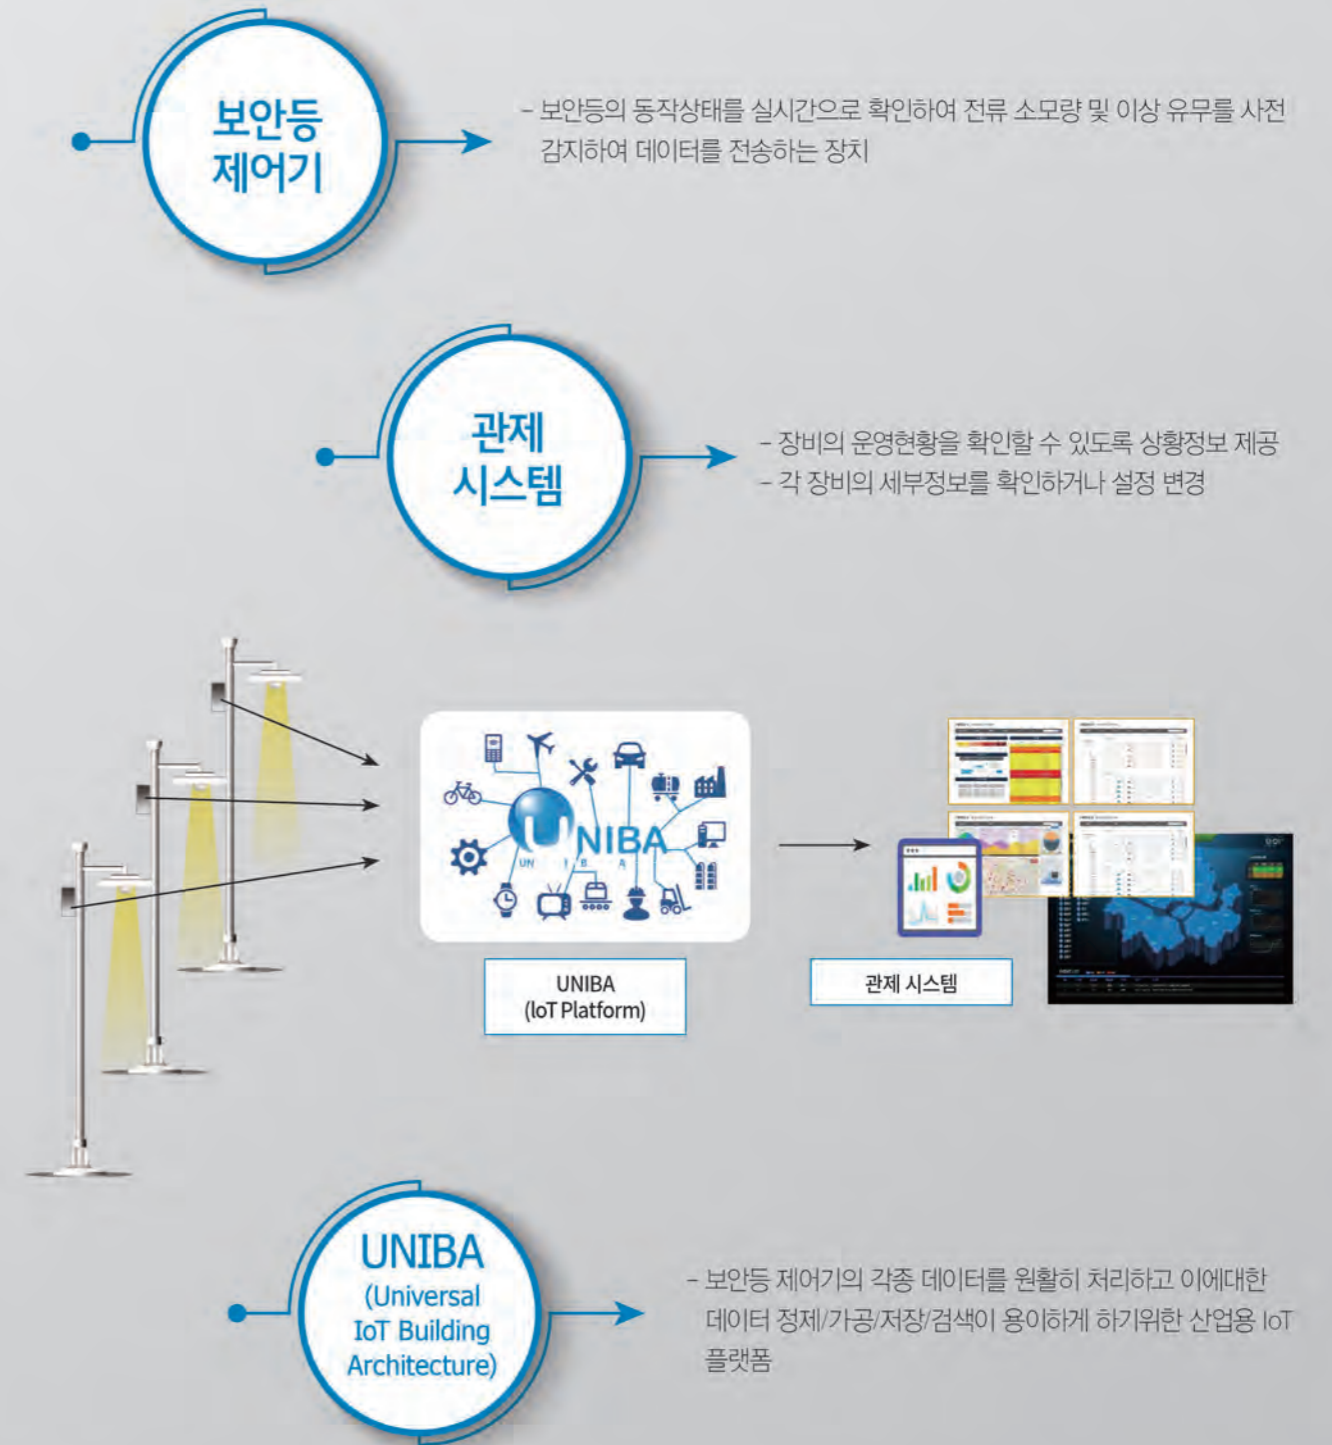 보안등
제어기
- 보안등의 동작상태를 실시간으로 확인하여 전류 소모량 및 이상 유무를 사전
감지하여 데이터를 전송하는 장치
관제
시스템
- 장비의 운영현황을 확인할 수 있도록 상황정보 제공
- 각 장비의 세부정보를 확인하거나 설정 변경
UNIBA
UN I B A
UNIBA
(IoT Platform)
관제 시스템
UNIBA
(Universal
IoT Building
Architecture)
- 보안등 제어기의 각종 데이터를 원활히 처리하고 이에대한
데이터 정제/가공/저장/검색이 용이하게 하기위한 산업용 IoT
플랫폼